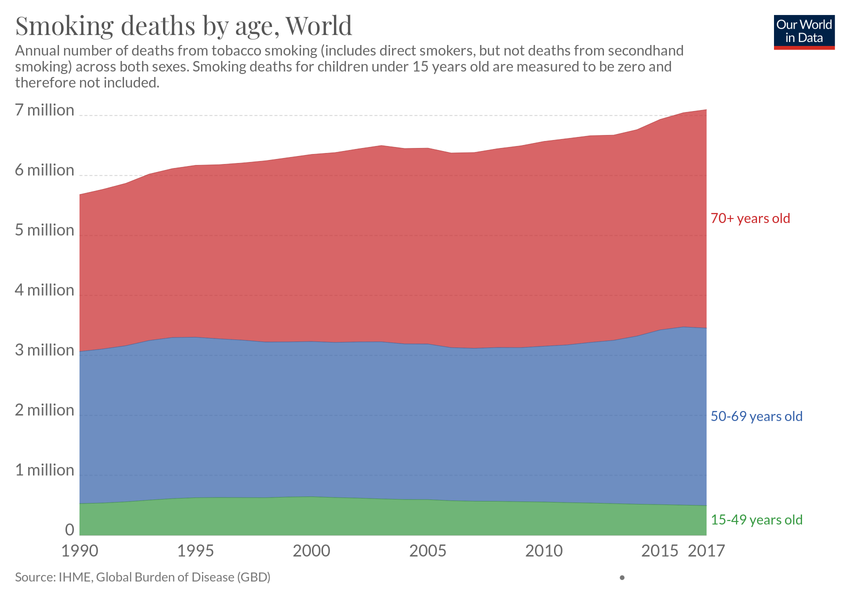 Smoking deaths by age, World
Our World
in Data
Annual number of deaths from tobacco smoking (includes direct smokers, but not deaths from secondhand
smoking) across both sexes. Smoking deaths for children under 15 years old are measured to be zero and
therefore not included.
7 million
6 million
5 million
4 million
3 million
2 million
1 million
0
70+ years old
50-69 years old
15-49 years old
1990 1995 2000 2005 2010 2015 2017
Source: IHME, Global Burden of Disease (GBD)